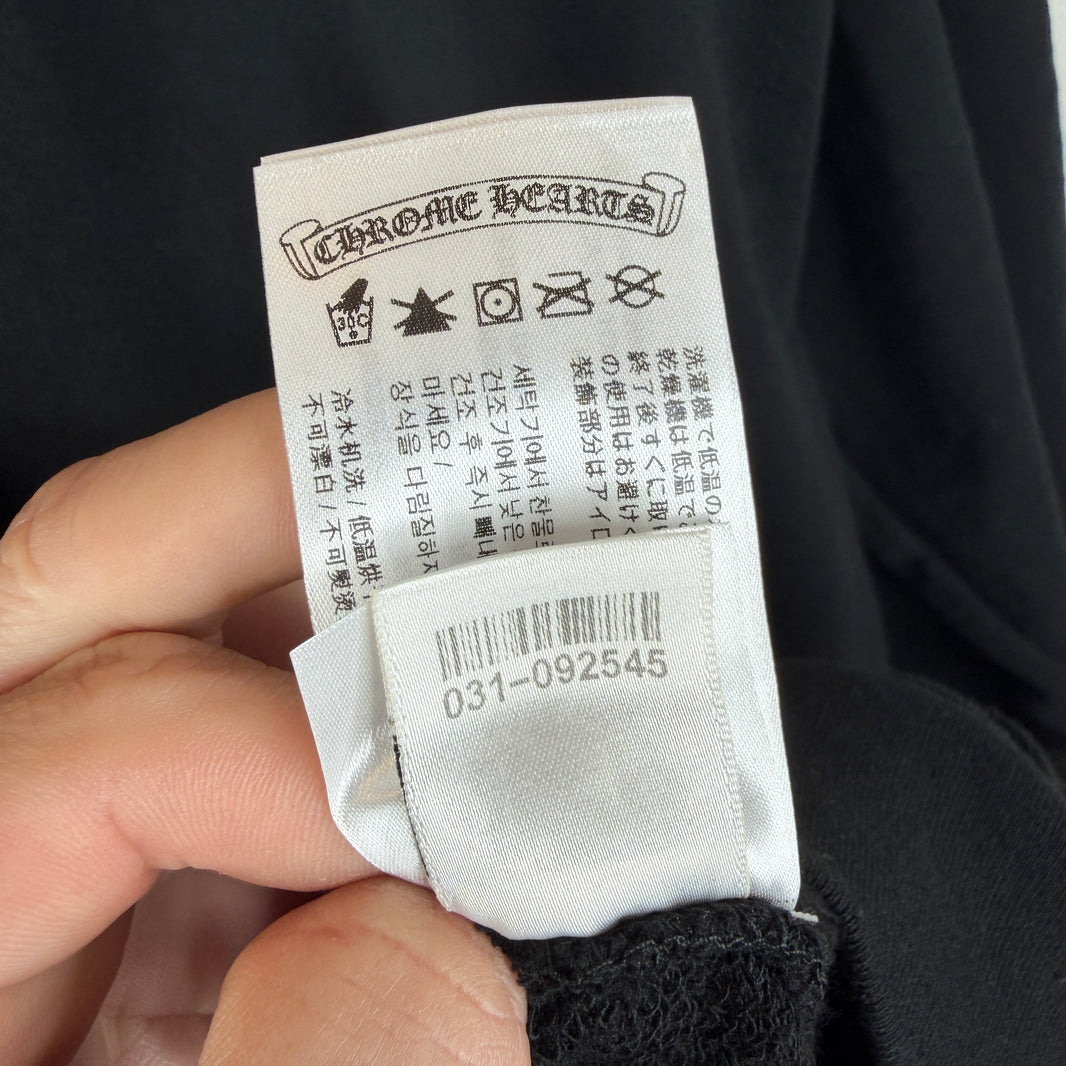 CHROME HEARTS
30C
洗濯機で低温の
乾燥機は低温で
終了後すぐに取
の使用はお避け
装飾部分はアイロ
세탁기에서 찬물
건조기에서 낮은
건조 후 즉시 빼내
미세요/
장식을 다림질하지
冷水机洗/低温烘
不可漂白/不可熨烫
031-092545